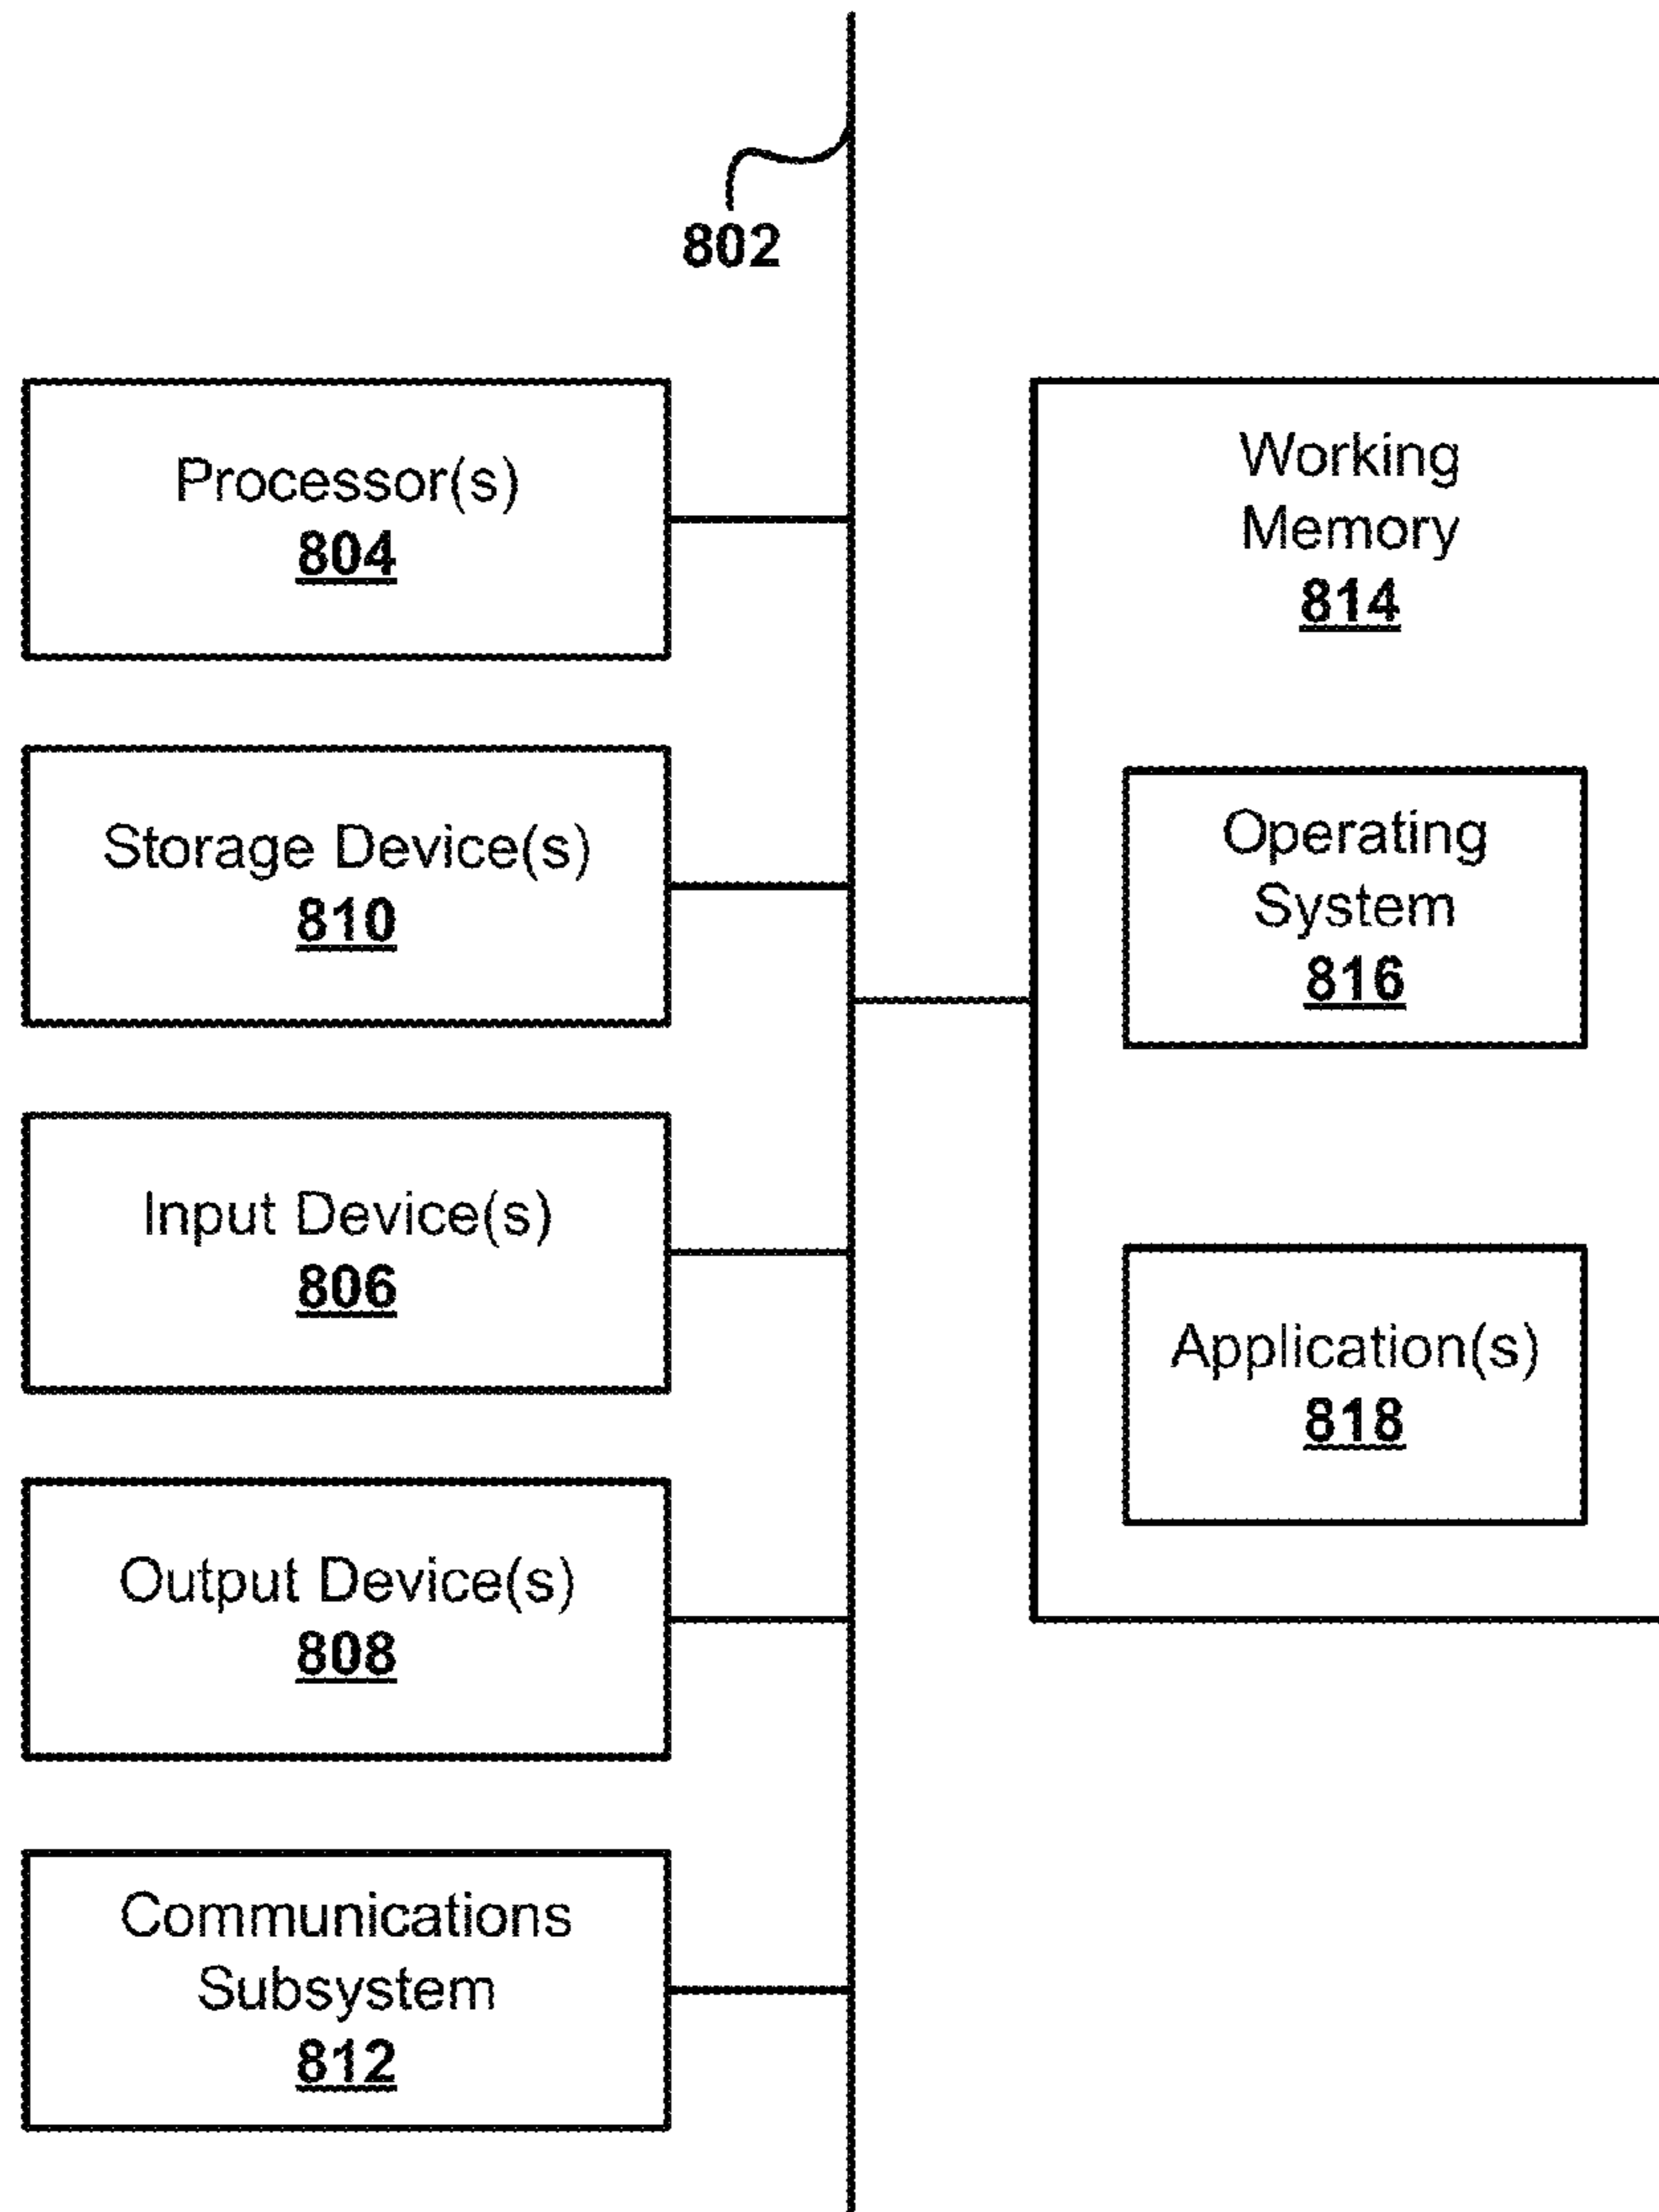 802
Processor(s)
804
Storage Device(s)
810
Input Device(s)
806
Output Device(s)
808
Communications
Subsystem
812
Working
Memory
814
Operating
System
816
Application(s)
818